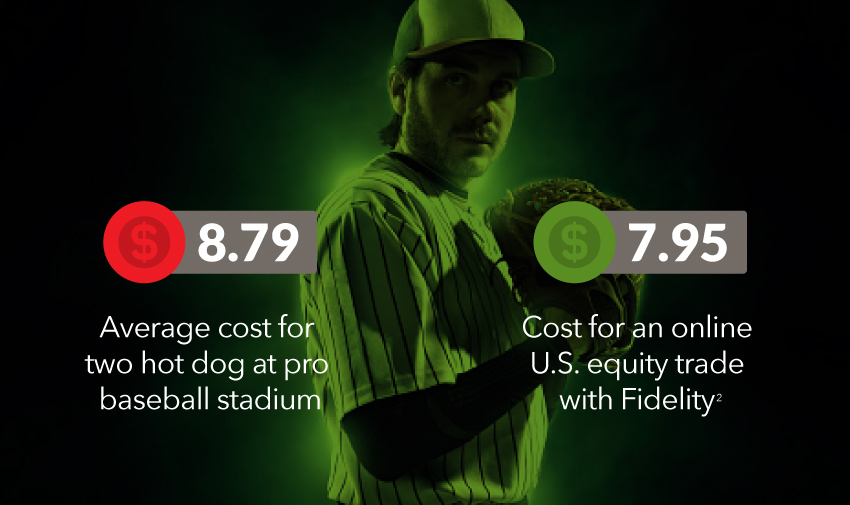 $ 8.79
Average cost for
two hot dog at pro
baseball stadium
$ 7.95
Cost for an online
U.S. equity trade
with Fidelity²